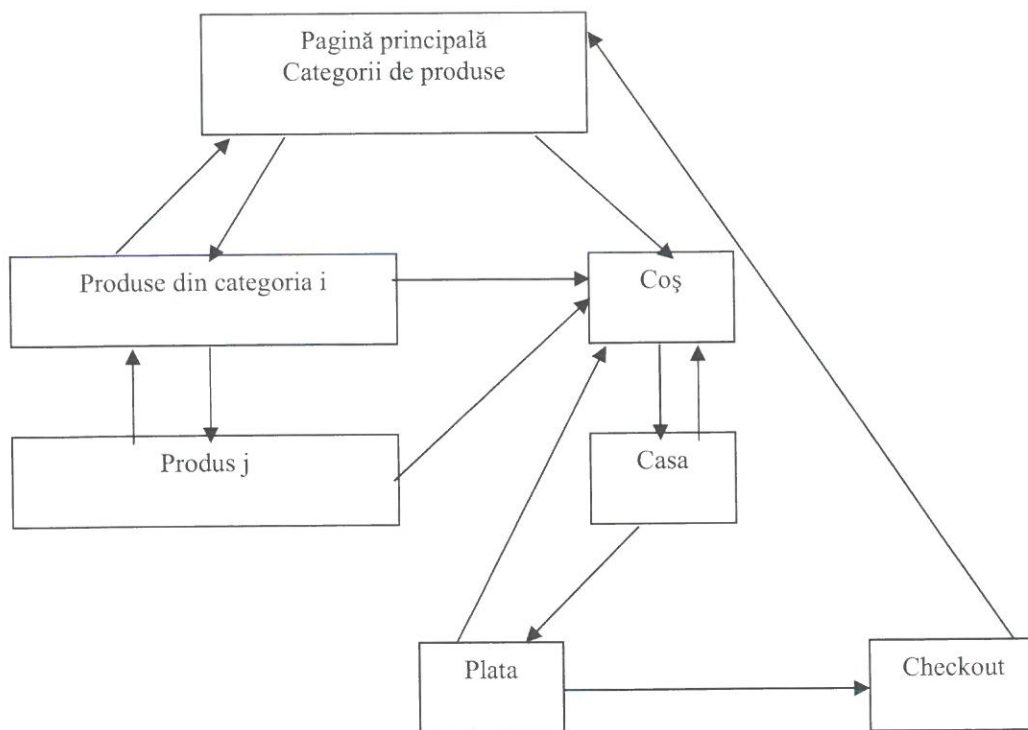 Pagină principală
Categorii de produse
Produse din categoria i
Coş
Produs j
Casa
Plata
Checkout